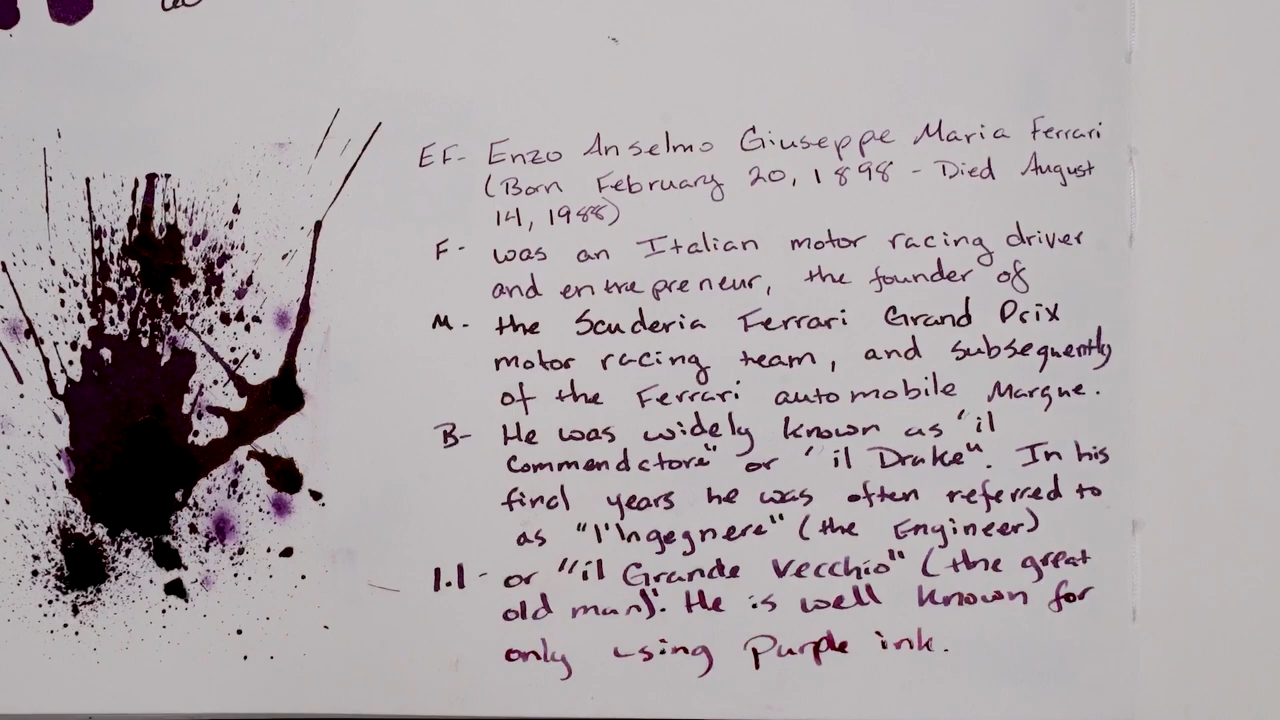 EF- Enzo Anselmo Giuseppe Maria Ferrari
(Born February 20, 1898 - Died August
14, 1988)
F- was an Italian motor racing driver
and entrepreneur, the founder of
M- the Scuderia Ferrari Grand Prix
motor racing team, and subsequently
of the Ferrari automobile Marque.
B- He was widely known as "il
Commendatore" or "il Drake". In his
final years he was often referred to
as "l'Ingegnere" (the Engineer)
1.1- or "il Grande Vecchio" (the great
old man). He is well known for
only using Purple ink.